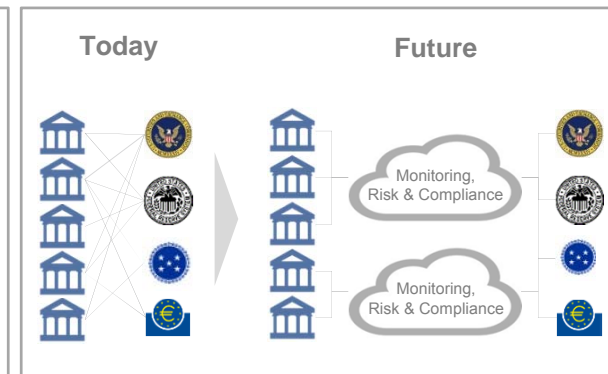 Today
Future
Monitoring,
Risk & Compliance
Monitoring,
Risk & Compliance